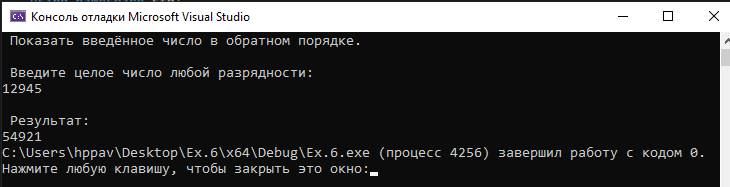 Консоль отладки Microsoft Visual Studio
Показать введённое число в обратном порядке.
Введите целое число любой разрядности:
12945
Результат:
54921
C:\Users\hppav\Desktop\Ex.6\x64\Debug\Ex.6.exe (процесс 4256) завершил работу с кодом 0.
Нажмите любую клавишу, чтобы закрыть это окно: